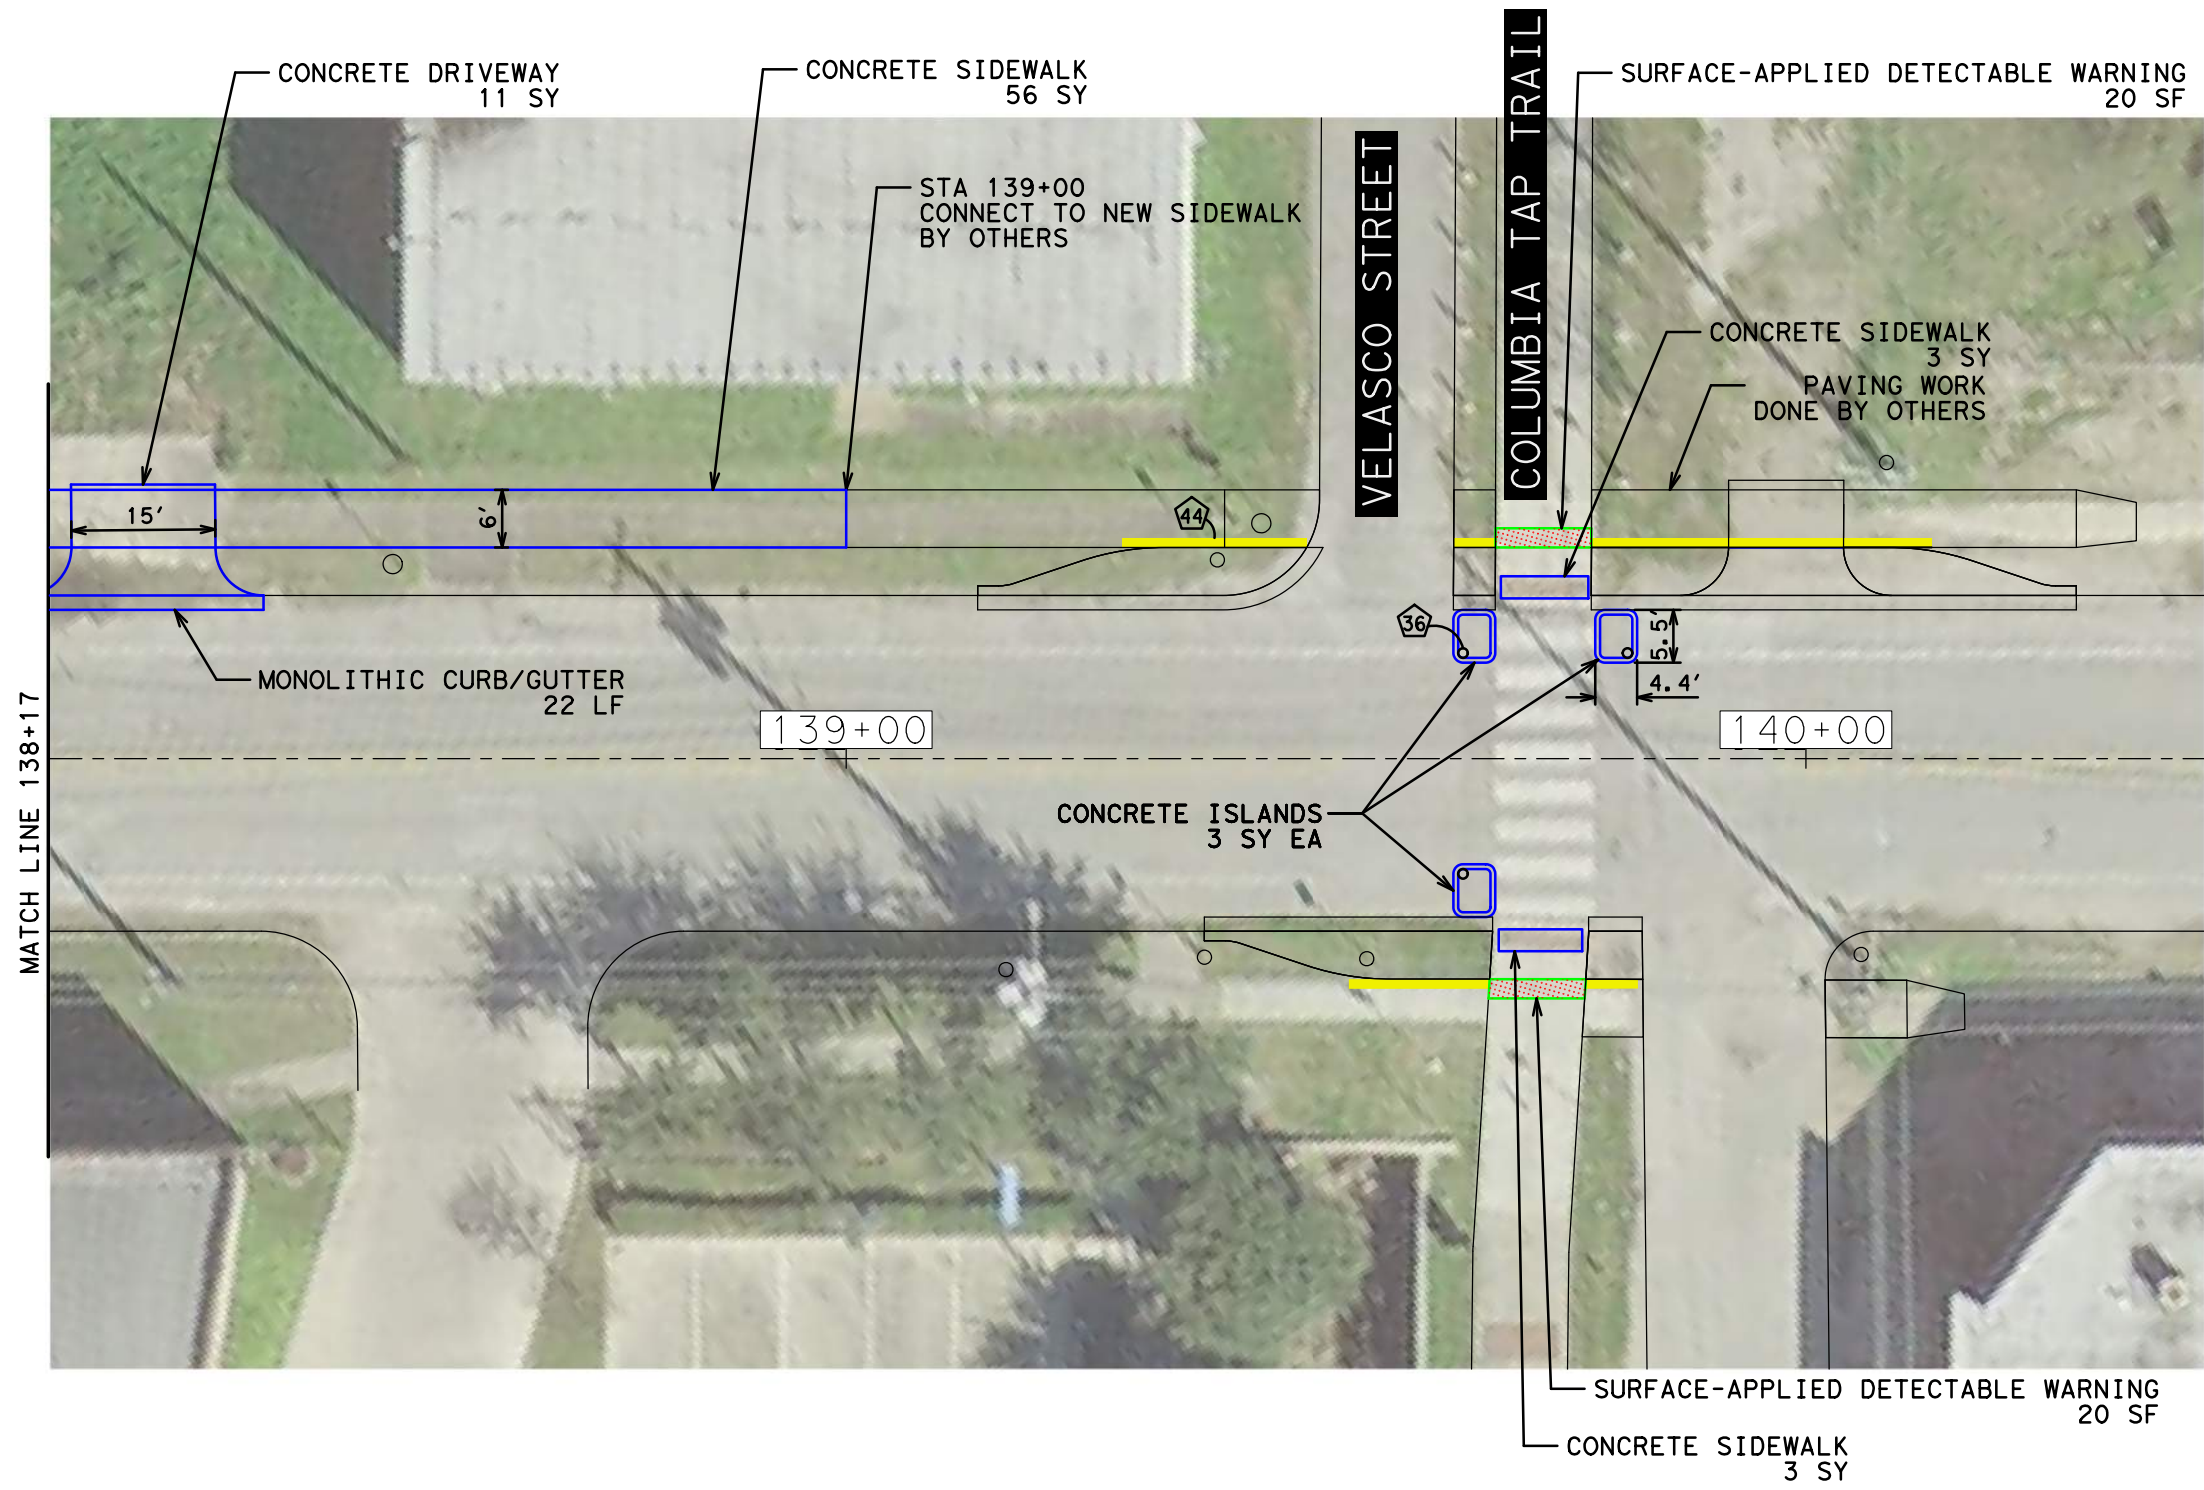 CONCRETE DRIVEWAY
11 SY
CONCRETE SIDEWALK
56 SY
SURFACE-APPLIED DETECTABLE WARNING
20 SF
STA 139+00
CONNECT TO NEW SIDEWALK
BY OTHERS
VELASCO STREET
COLUMBIA TAP TRAIL
CONCRETE SIDEWALK
3 SY
PAVING WORK
DONE BY OTHERS
15'
6'
44
36
5.5'
4.4'
MONOLITHIC CURB/GUTTER
22 LF
139+00
140+00
MATCH LINE 138+17
CONCRETE ISLANDS
3 SY EA
SURFACE-APPLIED DETECTABLE WARNING
20 SF
CONCRETE SIDEWALK
3 SY